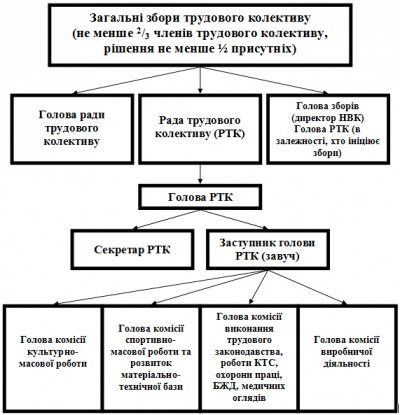 Загальні збори трудового колективу
(не менше 2/3 членів трудового колективу,
рішення не менше ½ присутніх)
Голова ради
трудового
колективу
Рада трудового
колективу (РТК)
Голова зборів
(директор НВК)
Голова РТК (в
залежності, хто ініціює
збори)
Голова РТК
Секретар РТК
Заступник голови
РТК (завуч)
Голова комісії
культурно-
масової роботи
Голова комісії
спортивно-
масової роботи та
розвиток
матеріально-
технічної бази
Голова комісії
виконання
трудового
законодавства,
роботи КТС,
охорони праці,
БЖД, медичних
оглядів
Голова комісії
виробничої
діяльності